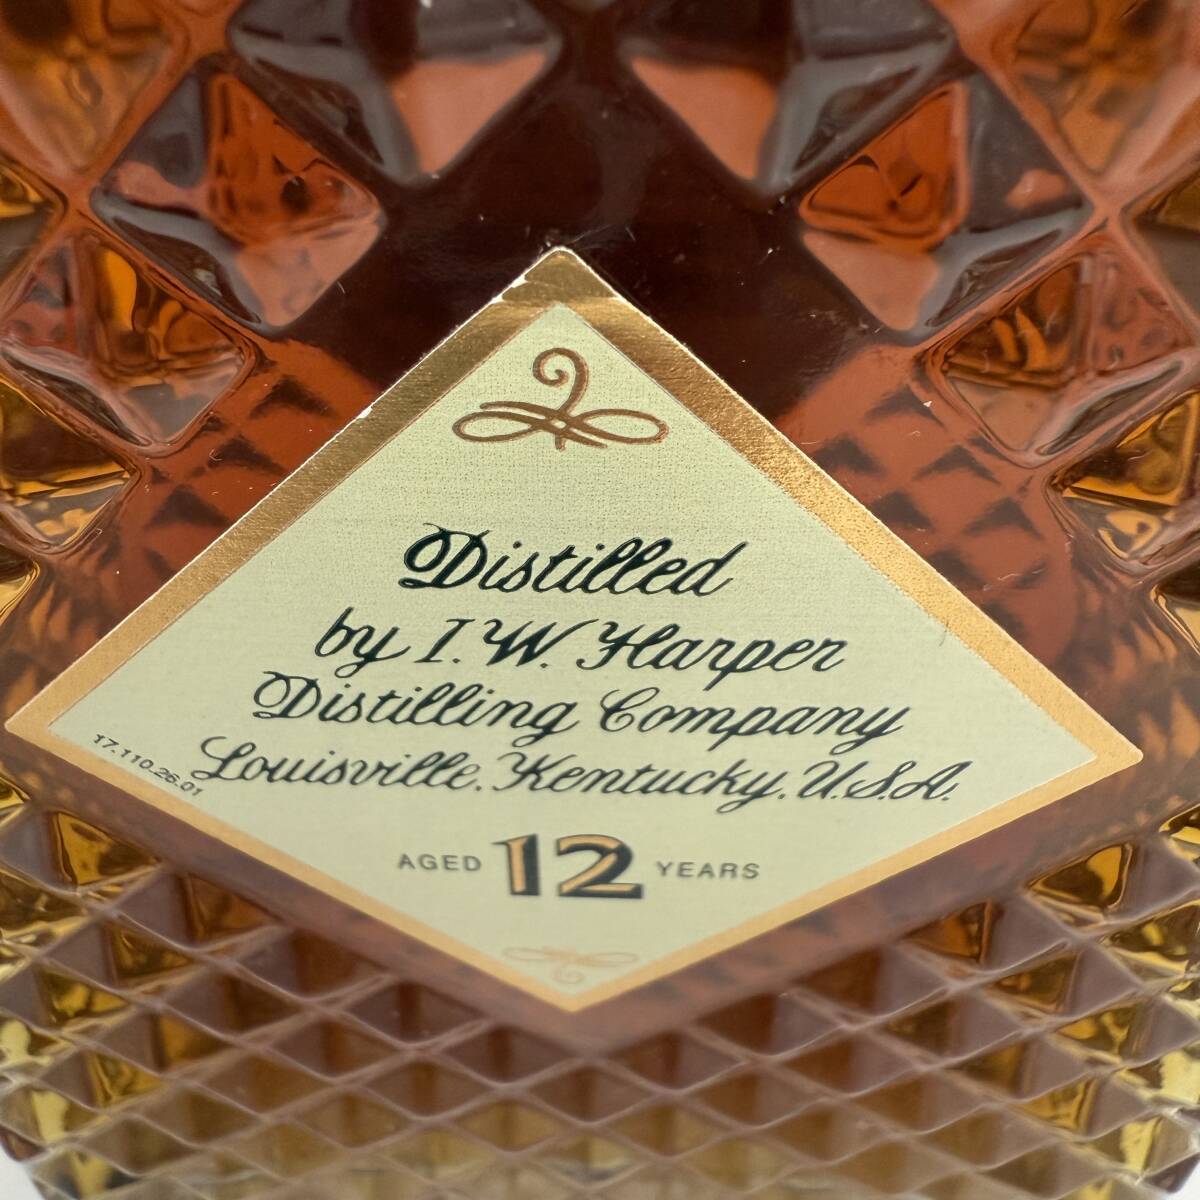 Distilled
by I.W. Harper
Distilling Company
Louisville. Kentucky. U.S.A.
17.110.26.01
AGED 12 YEARS